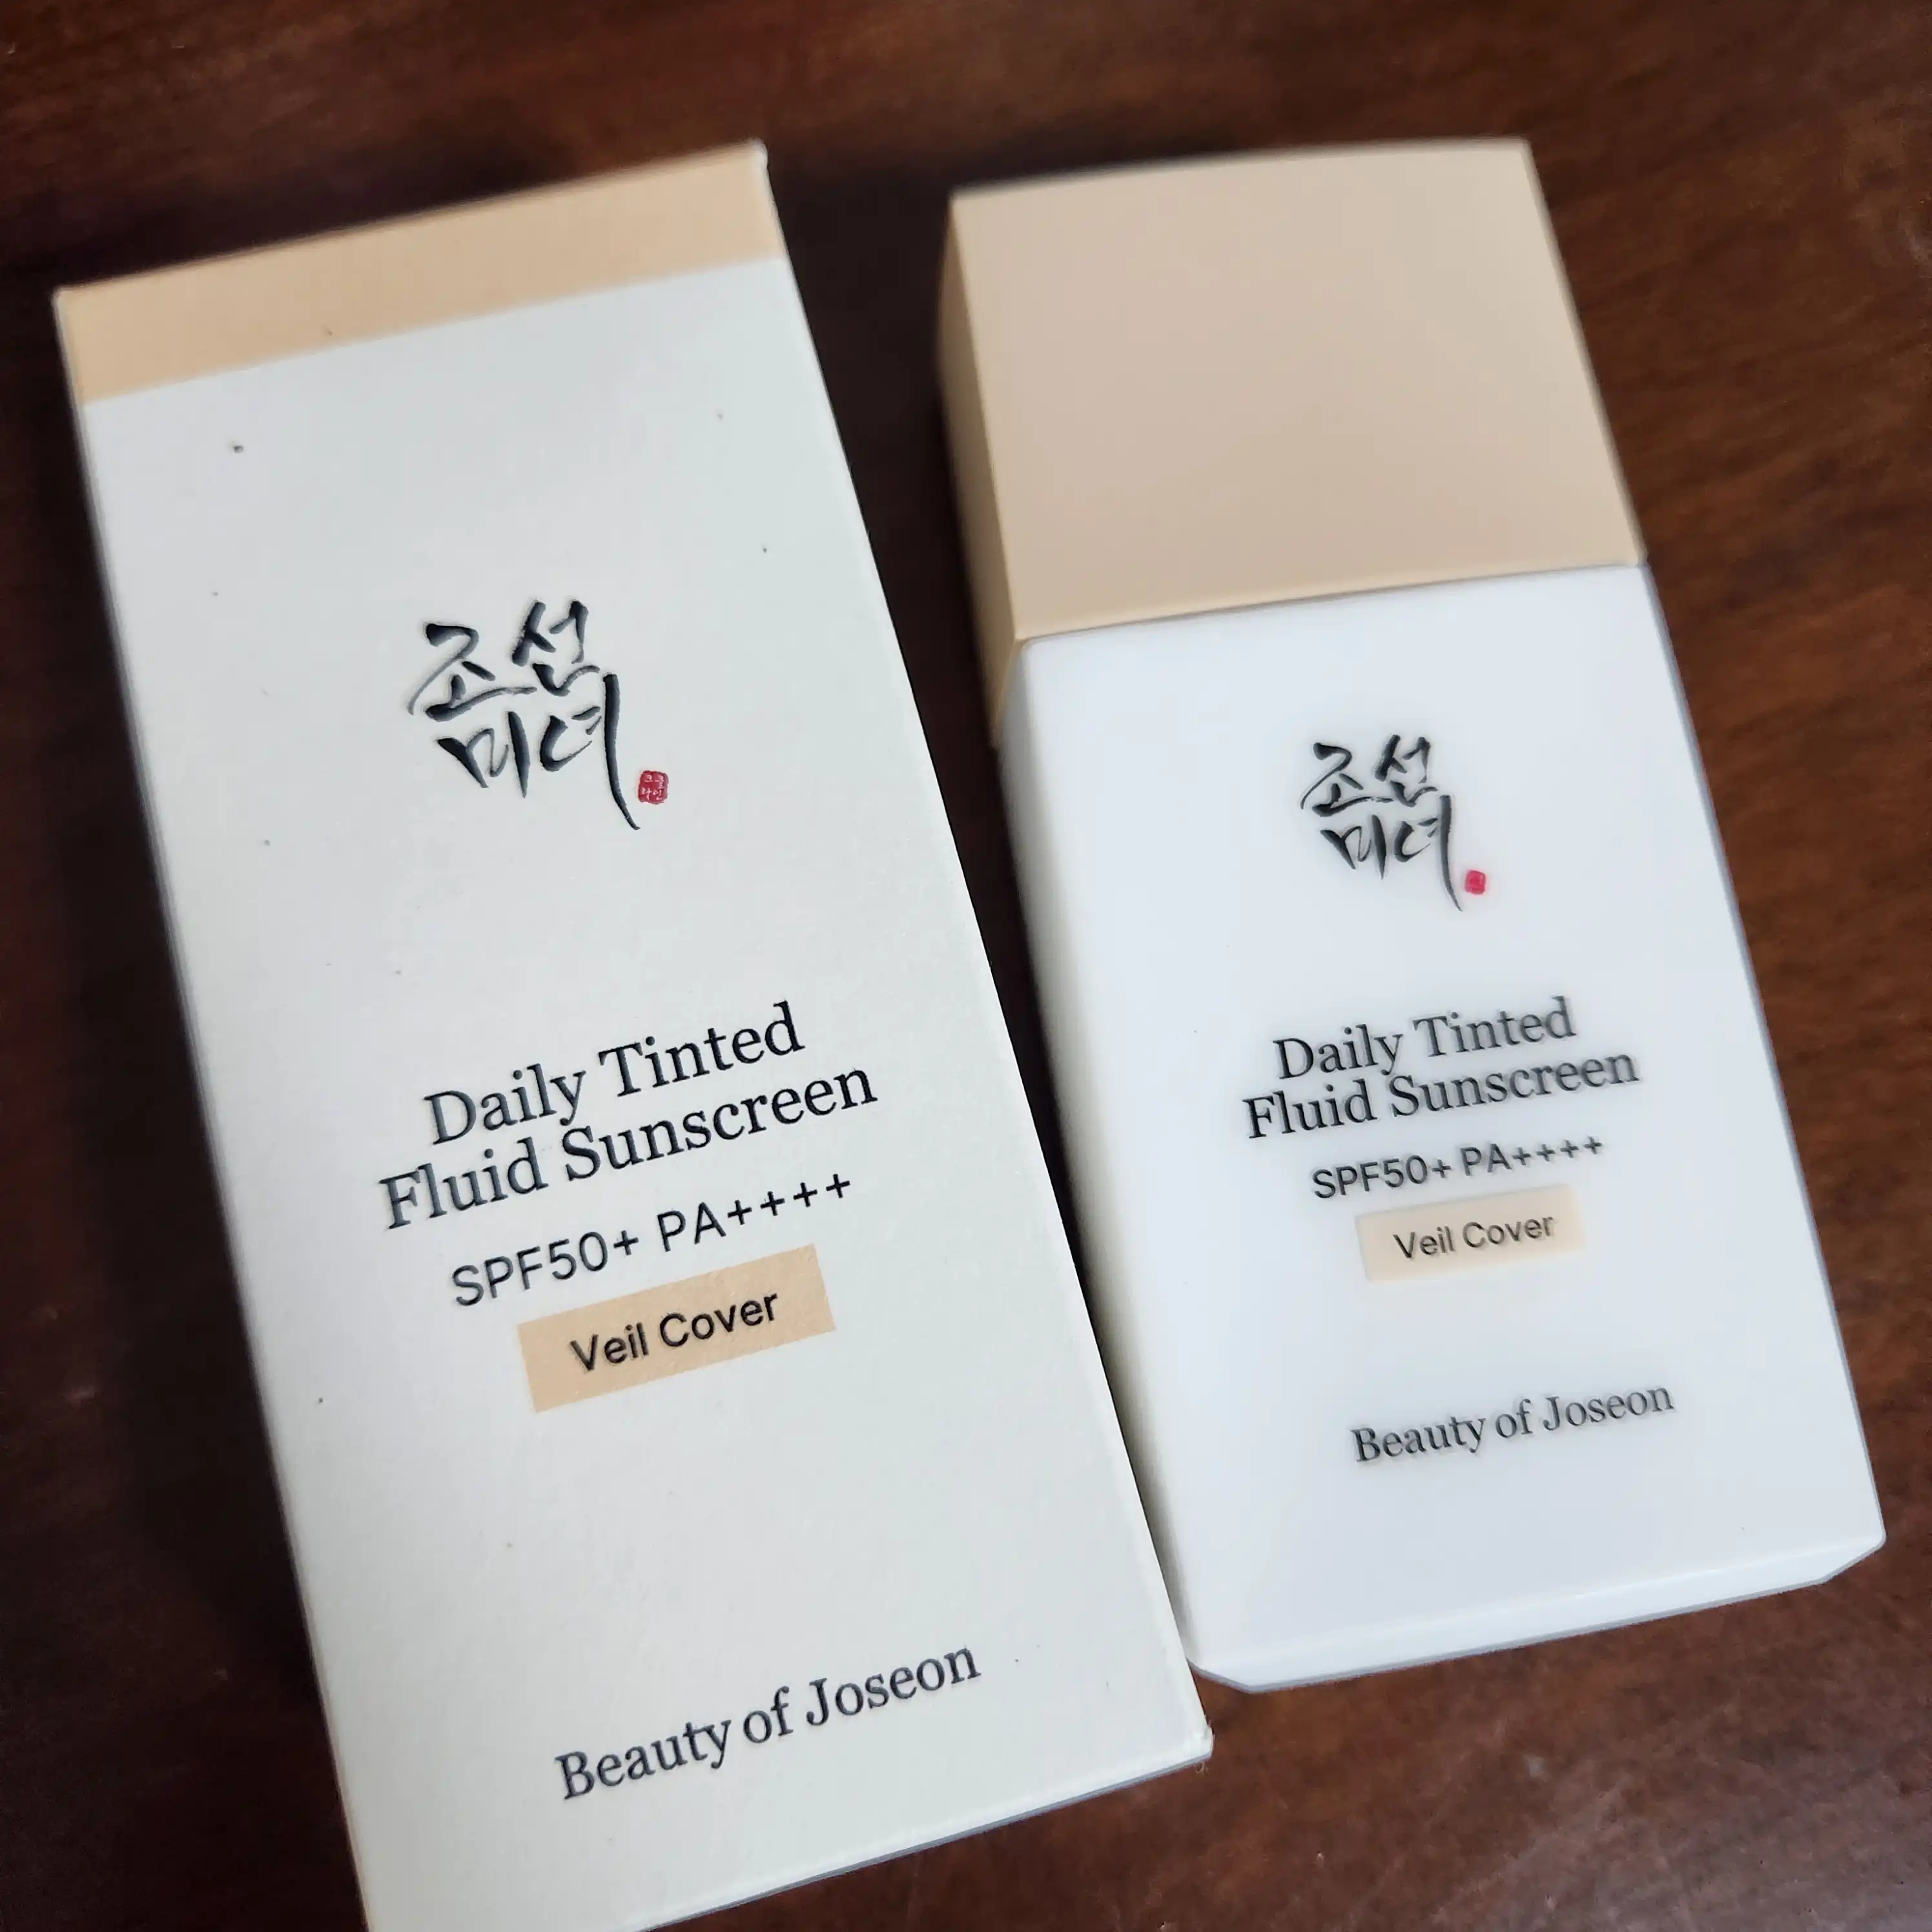 조선
미녀
Daily Tinted
Fluid Sunscreen
SPF50+ PA++++
Veil Cover
Beauty of Joseon
조선
미녀
Daily Tinted
Fluid Sunscreen
SPF50+ PA++++
Veil Cover
Beauty of Joseon